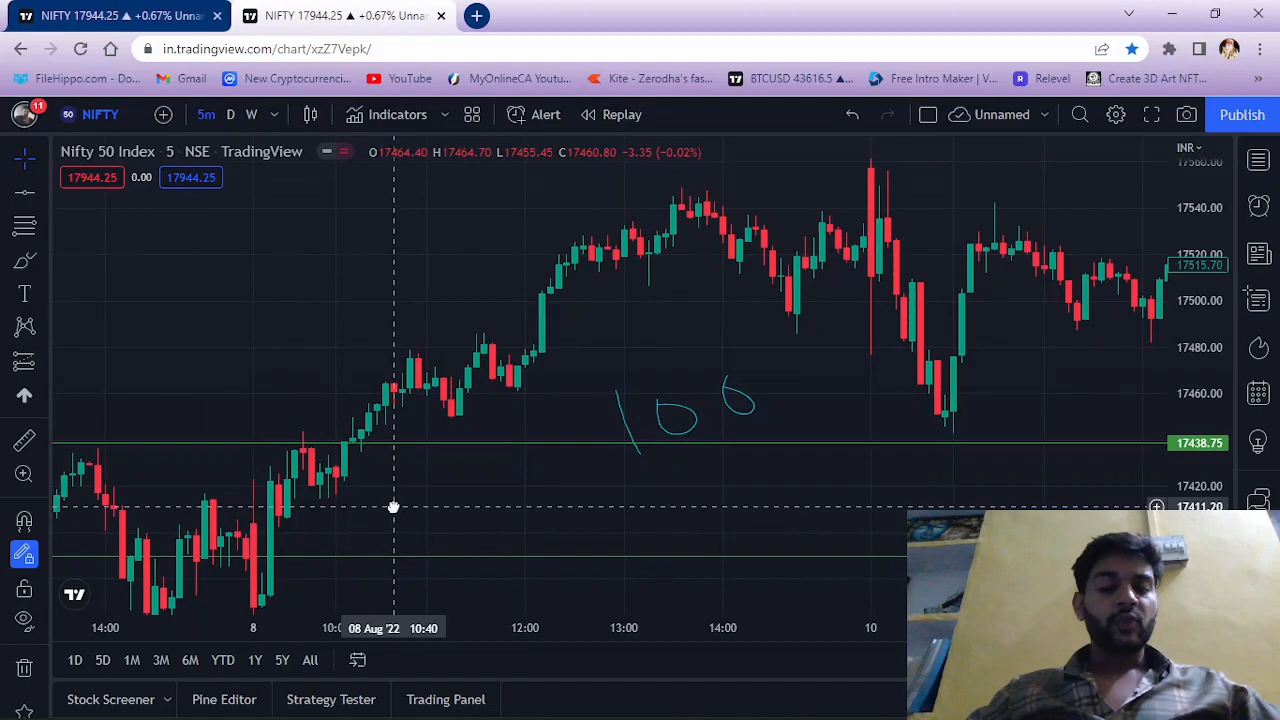 NIFTY 17944.25 ▲ +0.67% Unnar
NIFTY 17944.25 ▲ +0.67% Unnar
in.tradingview.com/chart/xzZ7Vepk/
FileHippo.com - Do...
Gmail
New Cryptocurrenci...
YouTube
MyOnlineCA Youtu...
Kite - Zerodha's fas...
BTCUSD 43616.5 ▲...
Free Intro Maker | V...
Relevel
Create 3D Art NFT...
»
11
50 NIFTY
5m D W
Indicators
Alert
Replay
Unnamed
Publish
Nifty 50 Index · 5 · NSE · TradingView
O17464.40 H17464.70 L17455.45 C17460.80 -3.35 (-0.02%)
INR
17944.25 0.00 17944.25
17560.00
17540.00
17520.00
17515.70
17500.00
17480.00
17460.00
100
17438.75
17420.00
17411.20
14:00
8
10:0
08 Aug '22 10:40
12:00
13:00
14:00
10
1D 5D 1M 3M 6M YTD 1Y 5Y All
Stock Screener
Pine Editor
Strategy Tester
Trading Panel